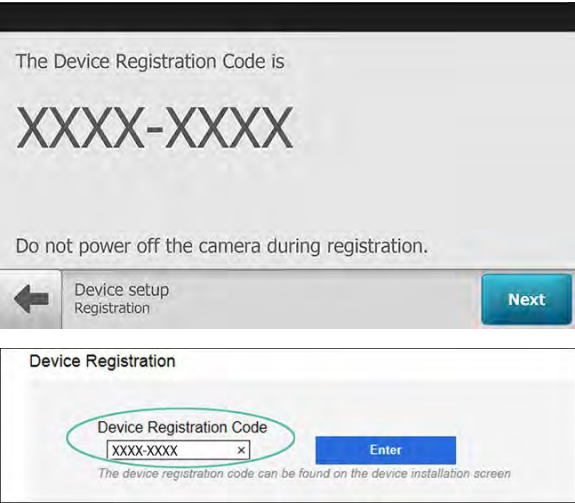 The Device Registration Code is
XXXX-XXXX
Do not power off the camera during registration.
Device setup
Registration
Next
Device Registration
Device Registration Code
XXXX-XXXX ×
Enter
The device registration code can be found on the device installation screen